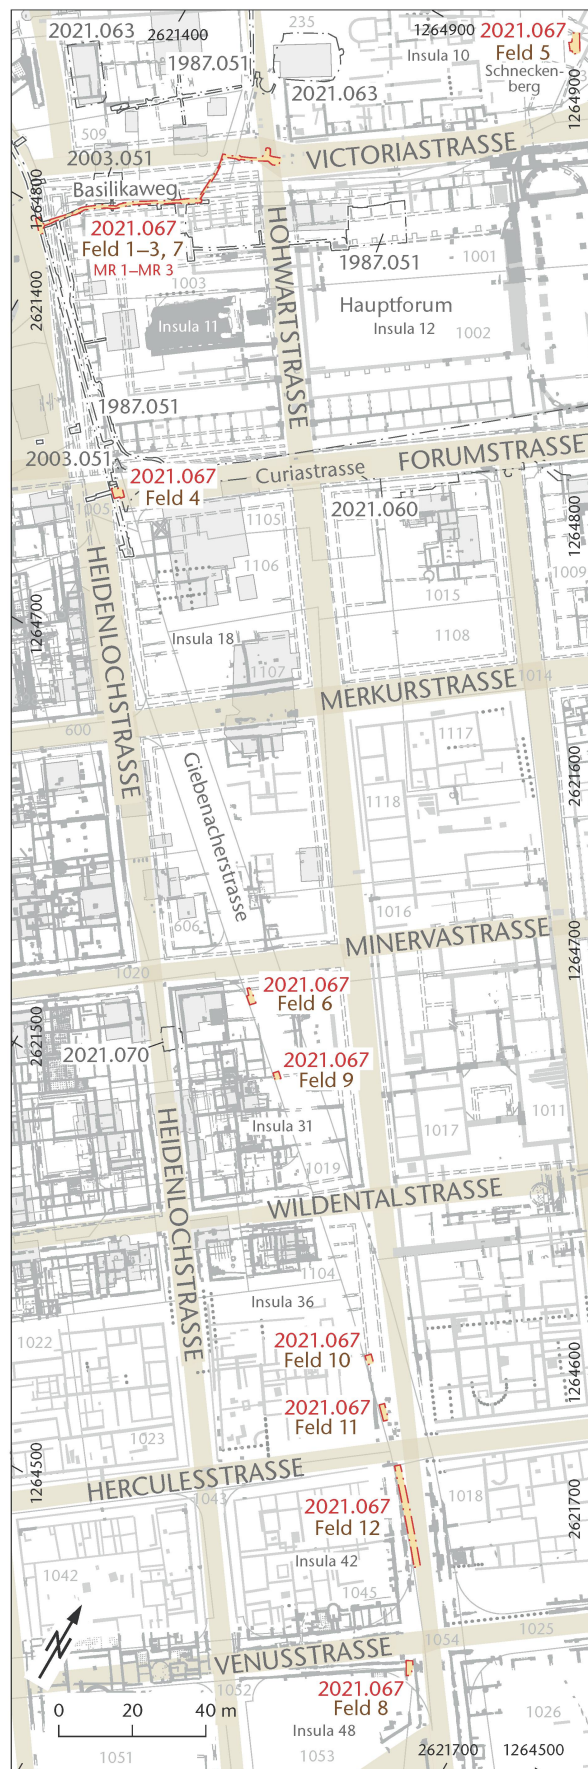 2021.063
2621400
235
1264900
2021.067
Feld 5
Schnecken-
berg
Insula 10
1264900
1987.051
2021.063
509
2003.051
VICTORIASTRASSE
Basilikaweg
1264800
2021.067
Feld 1–3, 7
MR 1–MR 3
HOHWARTSTRASSE
1987.051
1001
2621400
1003
Hauptforum
Insula 11
Insula 12
1002
1987.051
2003.051
FORUMSTRASSE
Curiastrasse
2021.067
Feld 4
1005
2021.060
1105
1264800
HEIDENLOCHSTRASSE
1106
1009
1264700
1015
Insula 18
1108
1107
1014
MERKURSTRASSE
600
1117
Giebenacherstrasse
2621600
1118
1016
606
MINERVASTRASSE
1264700
1020
2021.067
Feld 6
2621500
2021.070
2021.067
Feld 9
HEIDENLOCHSTRASSE
Insula 31
1017
1011
1019
WILDENTALSTRASSE
1104
Insula 36
1022
2021.067
Feld 10
1264600
2021.067
Feld 11
1023
1264500
HERCULESSTRASSE
1043
1018
2021.067
Feld 12
2621700
Insula 42
1042
1045
1025
1054
VENUSSTRASSE
N
1052
2021.067
Feld 8
0 20 40 m
1026
Insula 48
1051
1053
2621700
1264500